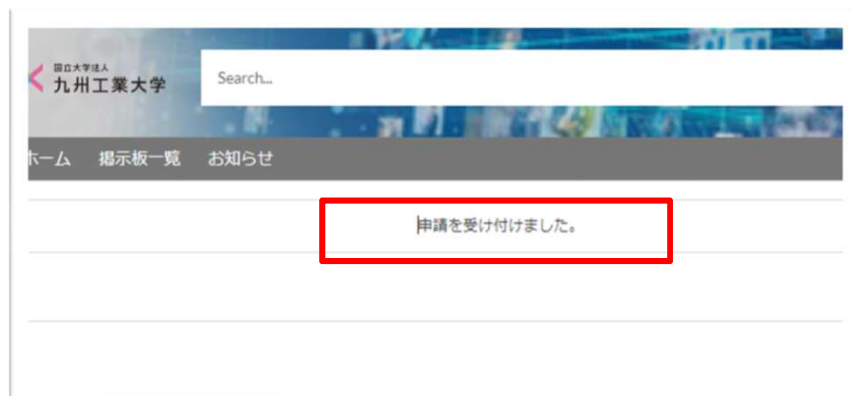 国立大学法人
九州工業大学
Search...
ホーム 掲示板一覧 お知らせ
申請を受け付けました。